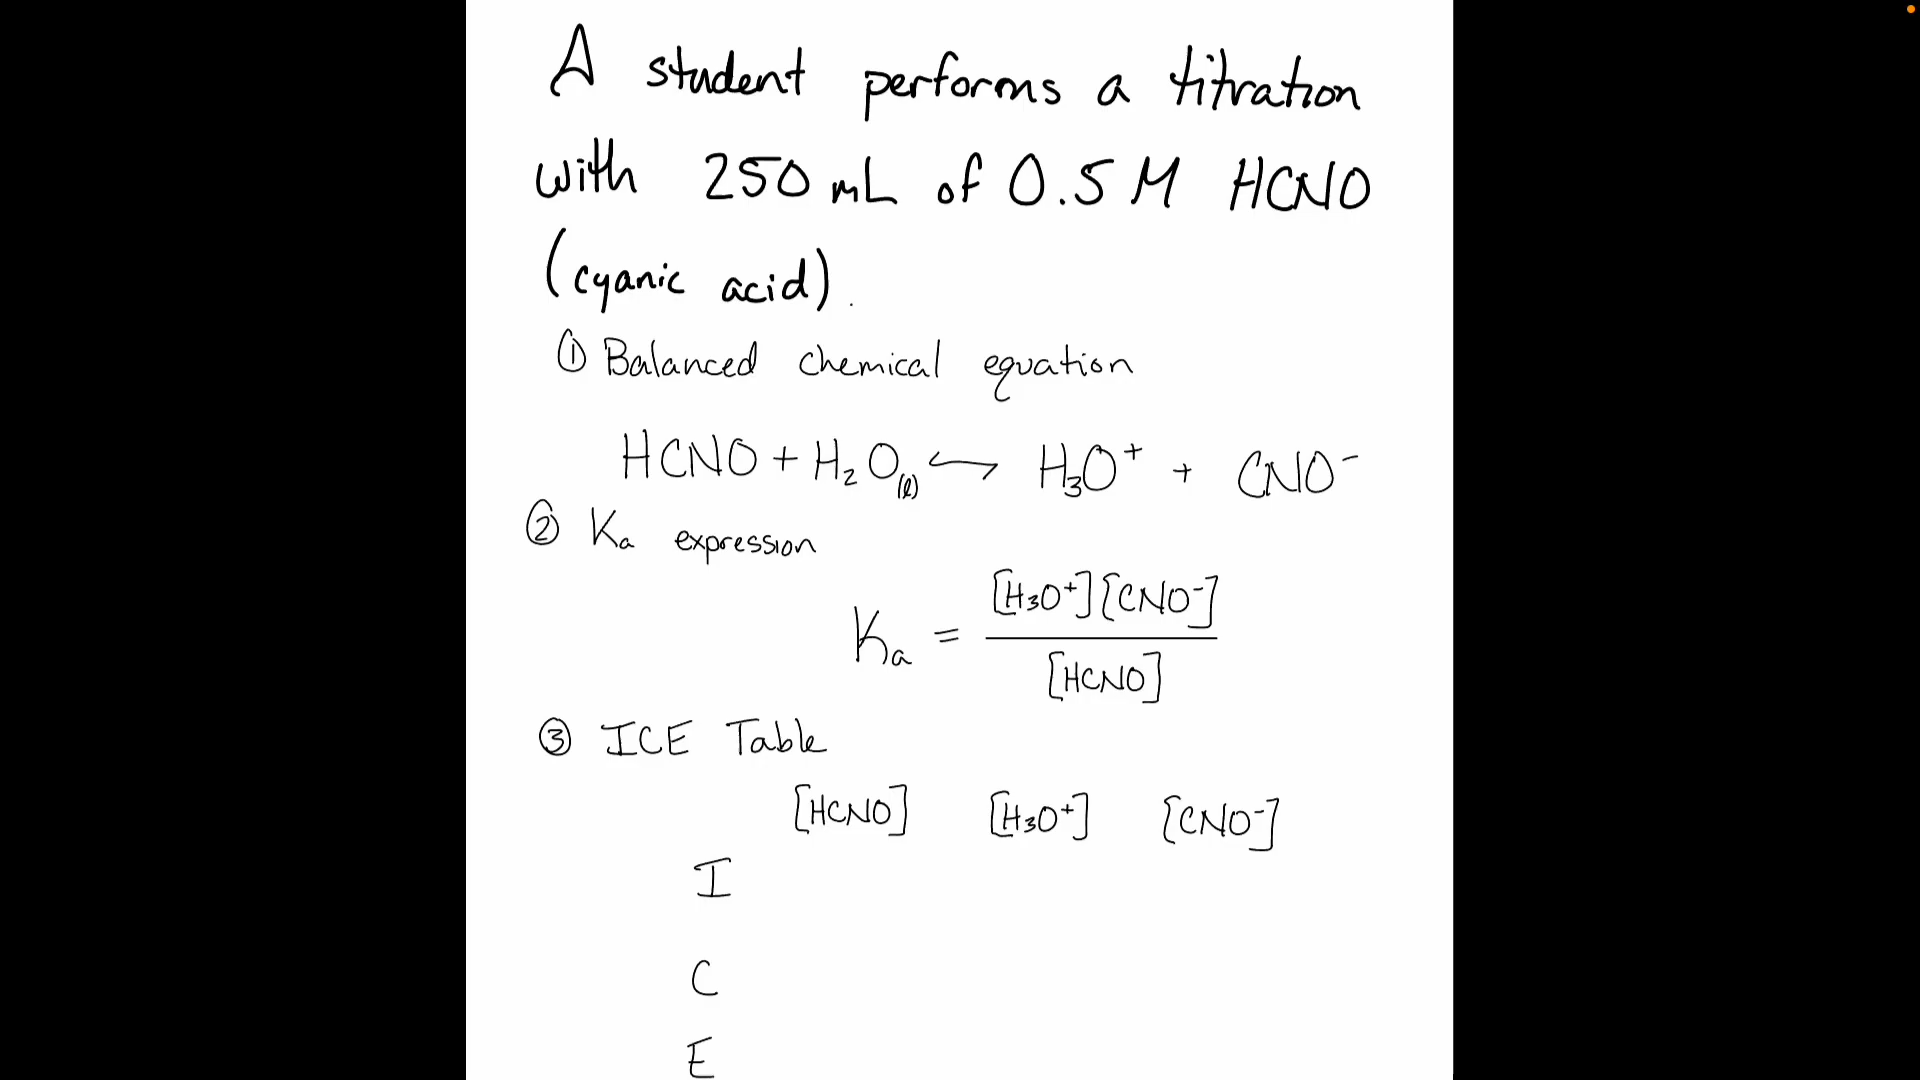 A student performs a titration
with 250 mL of 0.5 M HCNO
(cyanic acid).
① Balanced chemical equation
HCNO + H₂O(l) ⇌ H₃O⁺ + CNO⁻
② Ka expression
Ka = [H₃O⁺][CNO⁻] / [HCNO]
③ ICE Table
[HCNO] [H₃O⁺] [CNO⁻]
I
C
E